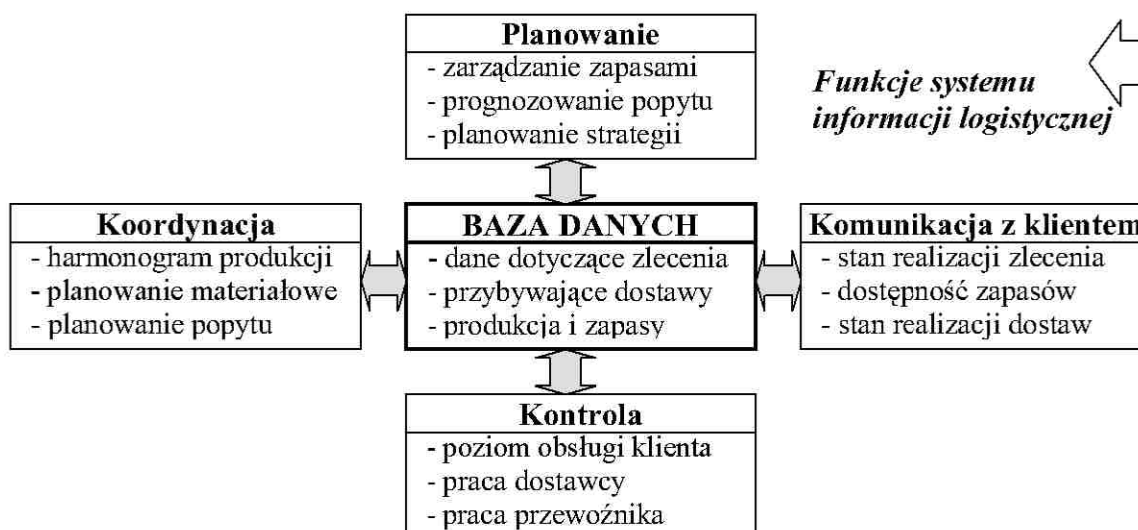 Planowanie
- zarządzanie zapasami
- prognozowanie popytu
- planowanie strategii
Funkcje systemu
informacji logistycznej
Koordynacja
- harmonogram produkcji
- planowanie materiałowe
- planowanie popytu
BAZA DANYCH
- dane dotyczące zlecenia
- przybywające dostawy
- produkcja i zapasy
Komunikacja z klientem
- stan realizacji zlecenia
- dostępność zapasów
- stan realizacji dostaw
Kontrola
- poziom obsługi klienta
- praca dostawcy
- praca przewoźnika